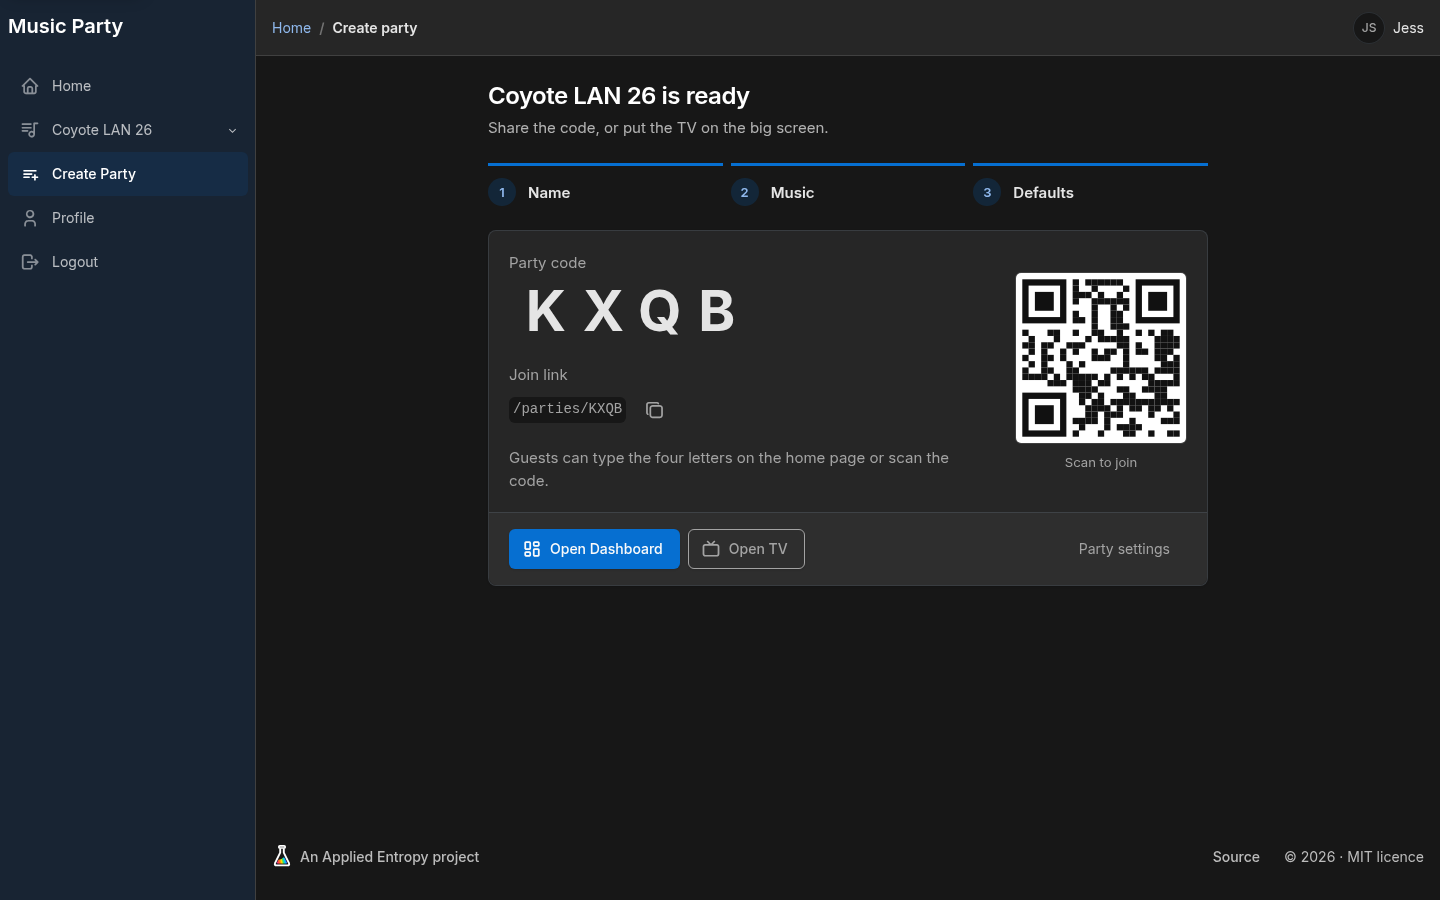 Music Party
Home
Coyote LAN 26
Create Party
Profile
Logout
Home / Create party
JS Jess
Coyote LAN 26 is ready
Share the code, or put the TV on the big screen.
1 Name
2 Music
3 Defaults
Party code
K X Q B
Join link
/parties/KXQB
Guests can type the four letters on the home page or scan the
code.
Scan to join
Open Dashboard
Open TV
Party settings
An Applied Entropy project
Source
© 2026 · MIT licence